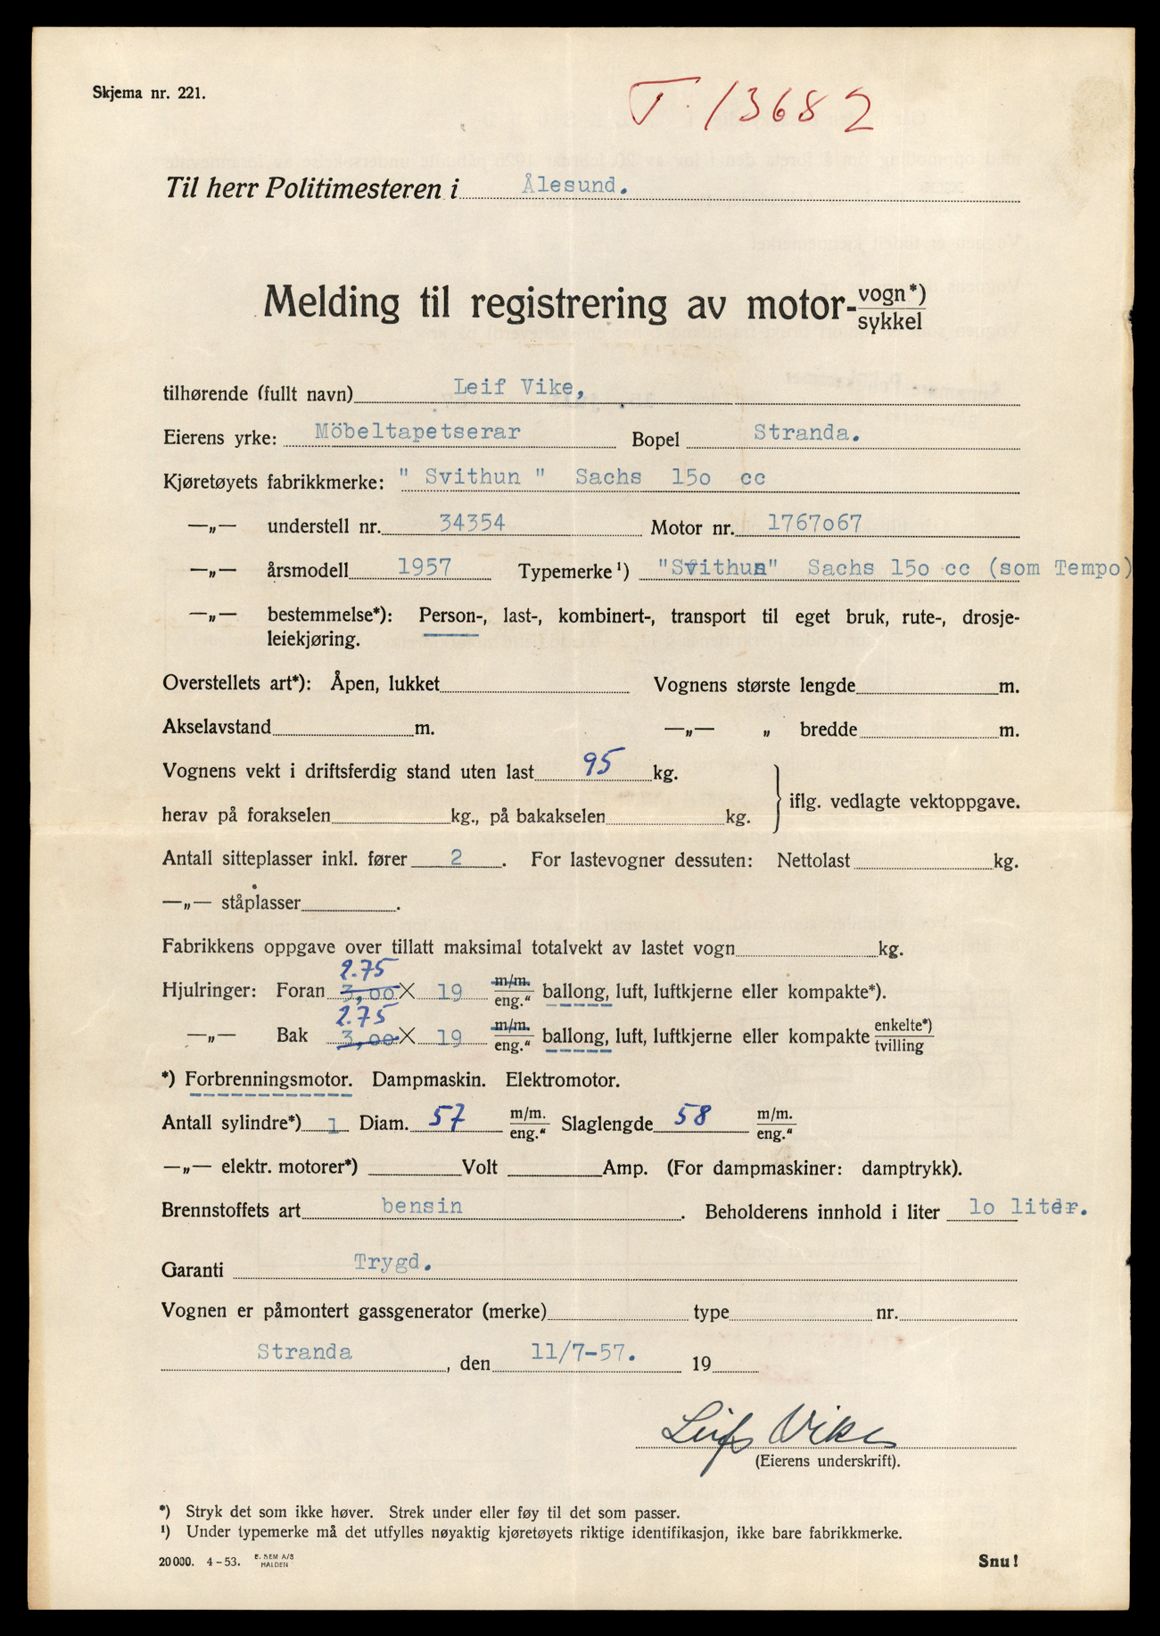 Skjema nr. 221.
T 13682
Til herr Politimesteren i Ålesund.
Melding til registrering av motor-vogn*) sykkel
tilhørende (fullt navn) Leif Vike,
Eierens yrke: Möbeltapetserar Bopel Stranda.
Kjøretøyets fabrikkmerke: " Svithun " Sachs 15o cc
—„— understell nr. 34354 Motor nr. 1767o67
—„— årsmodell 1957 Typemerke¹) "Svithun" Sachs 15o cc (som Tempo)
—„— bestemmelse*): Person-, last-, kombinert-, transport til eget bruk, rute-, drosje-
leiekjøring.
Overstellets art*): Åpen, lukket Vognens største lengde m.
Akselavstand m. —„— „ bredde m.
Vognens vekt i driftsferdig stand uten last 95 kg.
herav på forakselen kg., på bakakselen kg. } iflg. vedlagte vektoppgave.
Antall sitteplasser inkl. fører 2 . For lastevogner dessuten: Nettolast kg.
—„— ståplasser .
Fabrikkens oppgave over tillatt maksimal totalvekt av lastet vogn kg.
2.75
Hjulringer: Foran 3,oo X 19 m/m. eng.“ ballong, luft, luftkjerne eller kompakte*).
2.75
—„— Bak 3,oo X 19 m/m. eng.“ ballong, luft, luftkjerne eller kompakte enkelte*) tvilling
*) Forbrenningsmotor. Dampmaskin. Elektromotor.
Antall sylindre*) 1 Diam. 57 m/m. eng.“ Slaglengde 58 m/m. eng.“
—„— elektr. motorer*) Volt Amp. (For dampmaskiner: damptrykk).
Brennstoffets art bensin . Beholderens innhold i liter lo liter.
Garanti Trygd.
Vognen er påmontert gassgenerator (merke) type nr.
Stranda , den 11/7-57. 19
Leif Vike
(Eierens underskrift).
*) Stryk det som ikke høver. Strek under eller føy til det som passer.
¹) Under typemerke må det utfylles nøyaktig kjøretøyets riktige identifikasjon, ikke bare fabrikkmerke.
20 000. 4 – 53. E. SEM A/S HALDEN Snu!